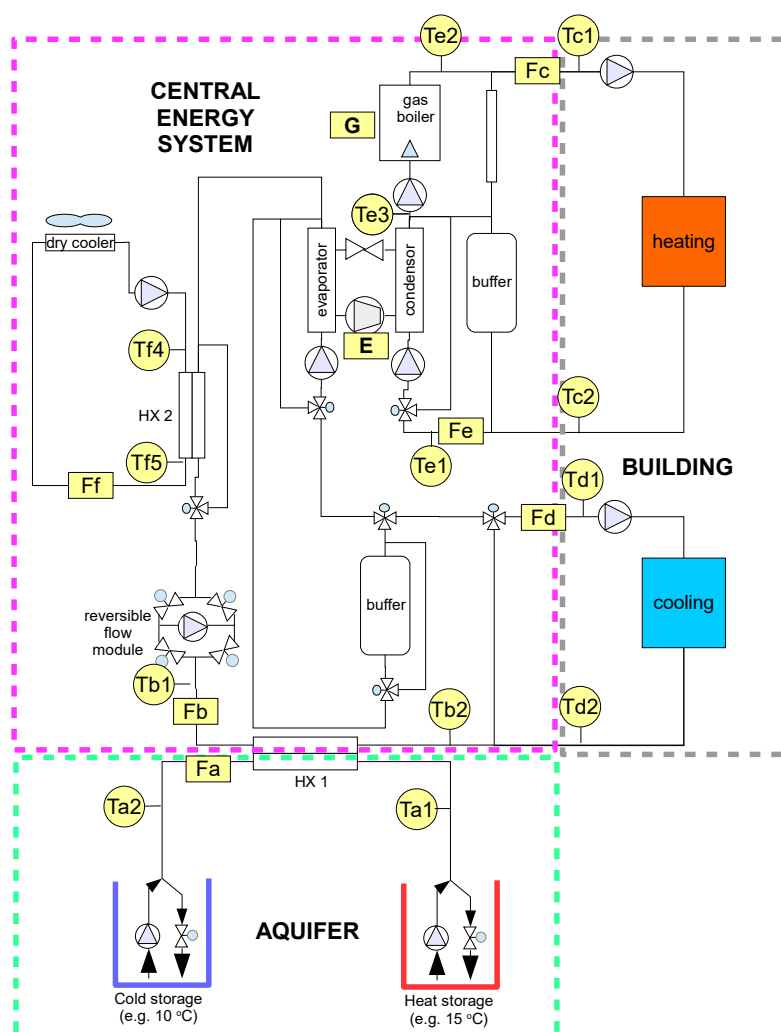 Te2
Tc1
Fc
CENTRAL
ENERGY
SYSTEM
gas
boiler
G
Te3
dry cooler
evaporator
condensor
buffer
heating
E
Tf4
HX 2
Tc2
Fe
Te1
Tf5
Ff
BUILDING
Td1
Fd
buffer
cooling
reversible
flow
module
Tb1
Fb
Tb2
Td2
Fa
HX 1
Ta2
Ta1
AQUIFER
Cold storage
(e.g. 10 °C)
Heat storage
(e.g. 15 °C)